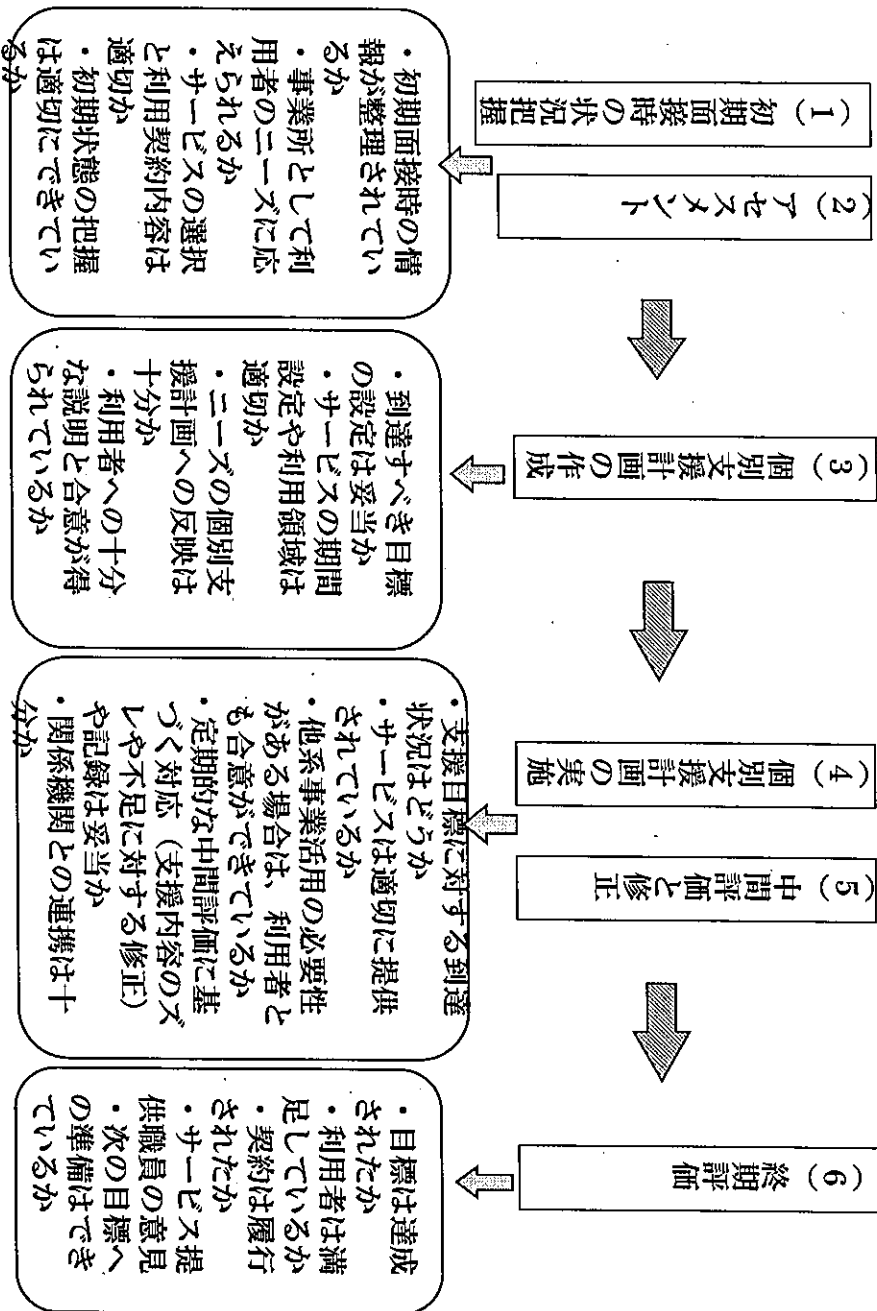 (1)
初期面接時の状況把握
(2)
アセスメント
・初期面接時の情
報が整理されてい
るか
・事業所として利
用者のニーズに応
えられるか
・サービスの選択
と利用契約内容は
適切か
・初期状態の把握
は適切にできてい
るか
(3)
個別支援計画の作成
・到達すべき目標
の設定は妥当か
・サービスの期間
設定や利用領域は
適切か
・ニーズの個別支
援計画への反映は
十分か
・利用者への十分
な説明と合意が得
られているか
(4)
個別支援計画の実施
(5)
中間評価と修正
・支援目標に対する到達
状況はどうか
・サービスは適切に提供
されているか
・他系事業活用の必要性
がある場合は、利用者と
も合意ができているか
・定期的な中間評価に基
づく対応（支援内容のズ
レや不足に対する修正）
や記録は妥当か
・関係機関との連携は十
分か
(6)
終期評価
・目標は達成
されたか
・利用者は満
足しているか
・契約は履行
されたか
・サービス提
供職員の意見
・次の目標へ
の準備はでき
ているか